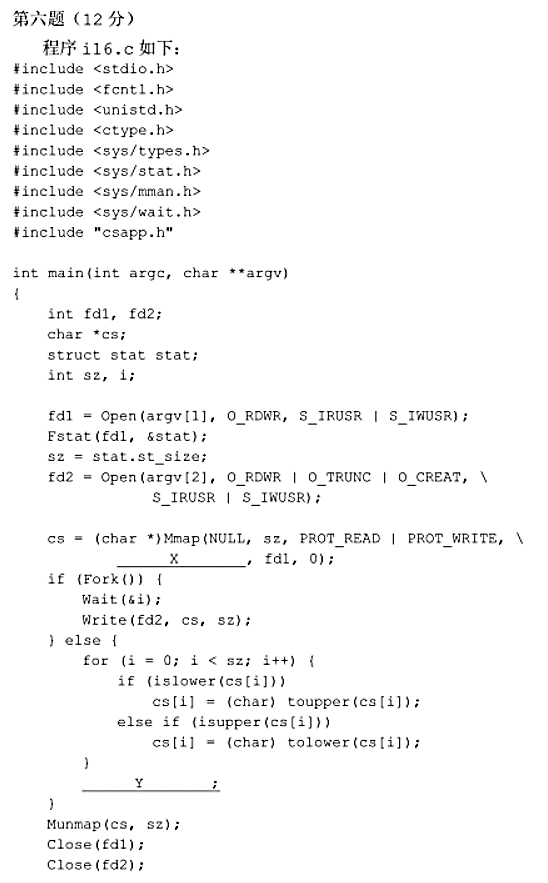 第六题（12 分）
程序 i16.c 如下:
#include <stdio.h>
#include <fcntl.h>
#include <unistd.h>
#include <ctype.h>
#include <sys/types.h>
#include <sys/stat.h>
#include <sys/mman.h>
#include <sys/wait.h>
#include "csapp.h"

int main(int argc, char **argv)
{
    int fd1, fd2;
    char *cs;
    struct stat stat;
    int sz, i;

    fd1 = Open(argv[1], O_RDWR, S_IRUSR | S_IWUSR);
    Fstat(fd1, &stat);
    sz = stat.st_size;
    fd2 = Open(argv[2], O_RDWR | O_TRUNC | O_CREAT, \
                S_IRUSR | S_IWUSR);

    cs = (char *)Mmap(NULL, sz, PROT_READ | PROT_WRITE, \
            ______X______, fd1, 0);
    if (Fork()) {
        Wait(&i);
        Write(fd2, cs, sz);
    } else {
        for (i = 0; i < sz; i++) {
            if (islower(cs[i]))
                cs[i] = (char) toupper(cs[i]);
            else if (isupper(cs[i]))
                cs[i] = (char) tolower(cs[i]);
        }
        ______Y______;
    }
    Munmap(cs, sz);
    Close(fd1);
    Close(fd2);